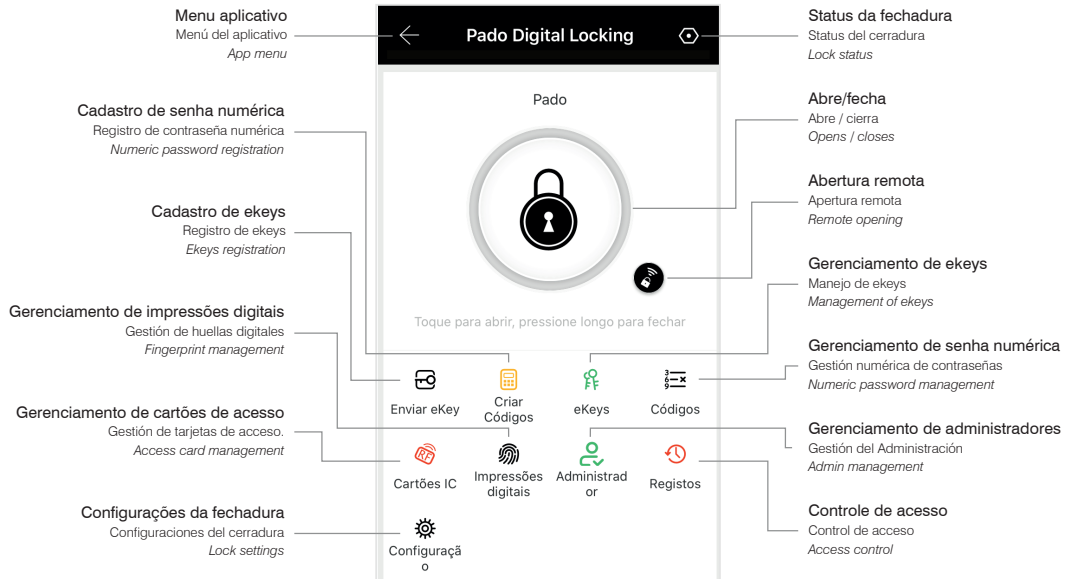 Menu aplicativo
Menú del aplicativo
App menu
Cadastro de senha numérica
Registro de contraseña numérica
Numeric password registration
Cadastro de ekeys
Registro de ekeys
Ekeys registration
Gerenciamento de impressões digitais
Gestión de huellas digitales
Fingerprint management
Gerenciamento de cartões de acesso
Gestión de tarjetas de acceso.
Access card management
Configurações da fechadura
Configuraciones del cerradura
Lock settings
Pado Digital Locking
Pado
Toque para abrir, pressione longo para fechar
Enviar eKey
Criar
Códigos
eKeys
3
6
9
Códigos
RF
Cartões IC
Impressões
digitais
Administrad
or
Registos
Configuraçã
o
Status da fechadura
Status del cerradura
Lock status
Abre/fecha
Abre / cierra
Opens / closes
Abertura remota
Apertura remota
Remote opening
Gerenciamento de ekeys
Manejo de ekeys
Management of ekeys
Gerenciamento de senha numérica
Gestión numérica de contraseñas
Numeric password management
Gerenciamento de administradores
Gestión del Administración
Admin management
Controle de acesso
Control de acceso
Access control